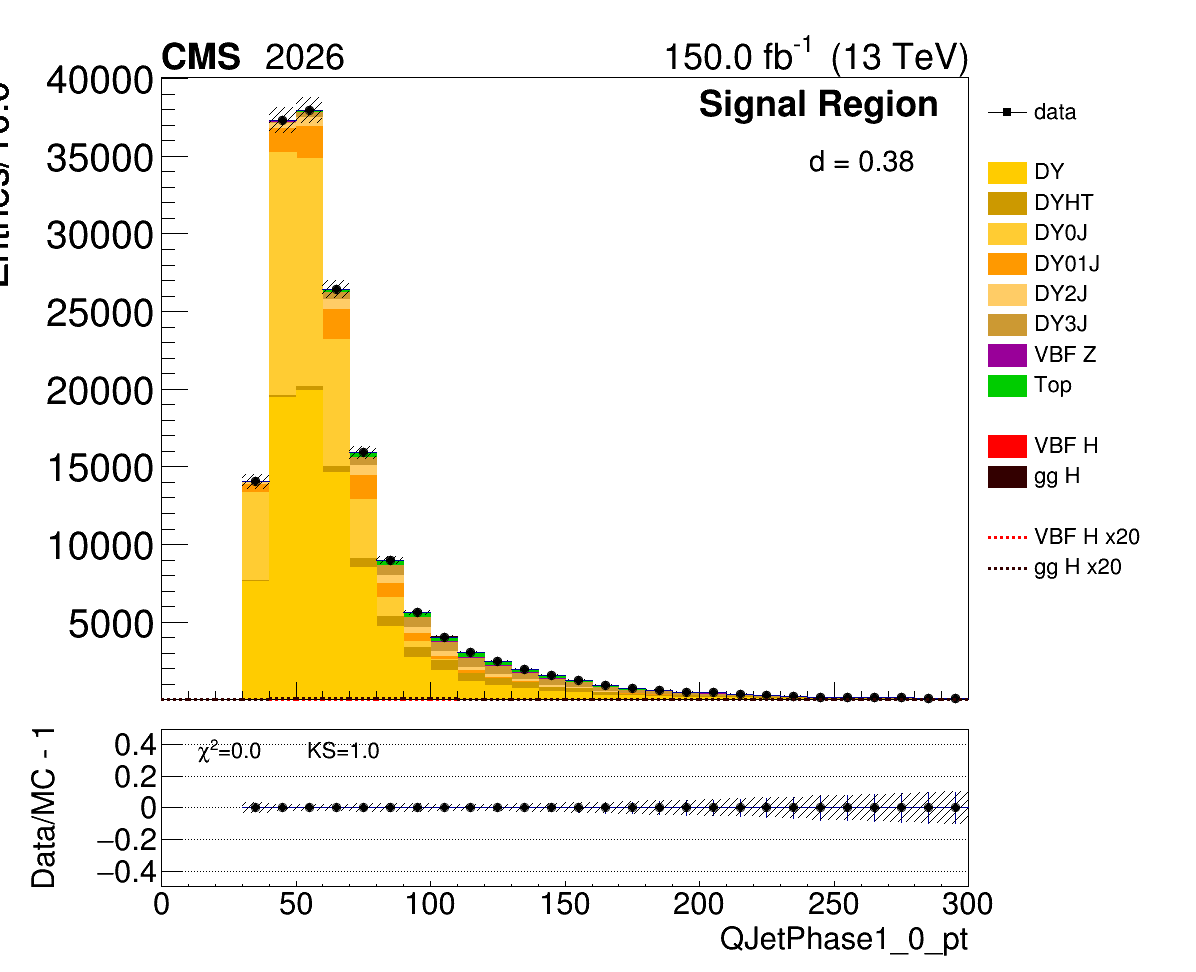 CMS 2026 150.0 fb⁻¹ (13 TeV)
Signal Region
d = 0.38
40000
35000
30000
25000
20000
15000
10000
5000
data
DY
DYHT
DY0J
DY01J
DY2J
DY3J
VBF Z
Top
VBF H
gg H
VBF H x20
gg H x20
Data/MC - 1
χ²=0.0 KS=1.0
0.4
0.2
0
−0.2
−0.4
0 50 100 150 200 250 300
QJetPhase1_0_pt